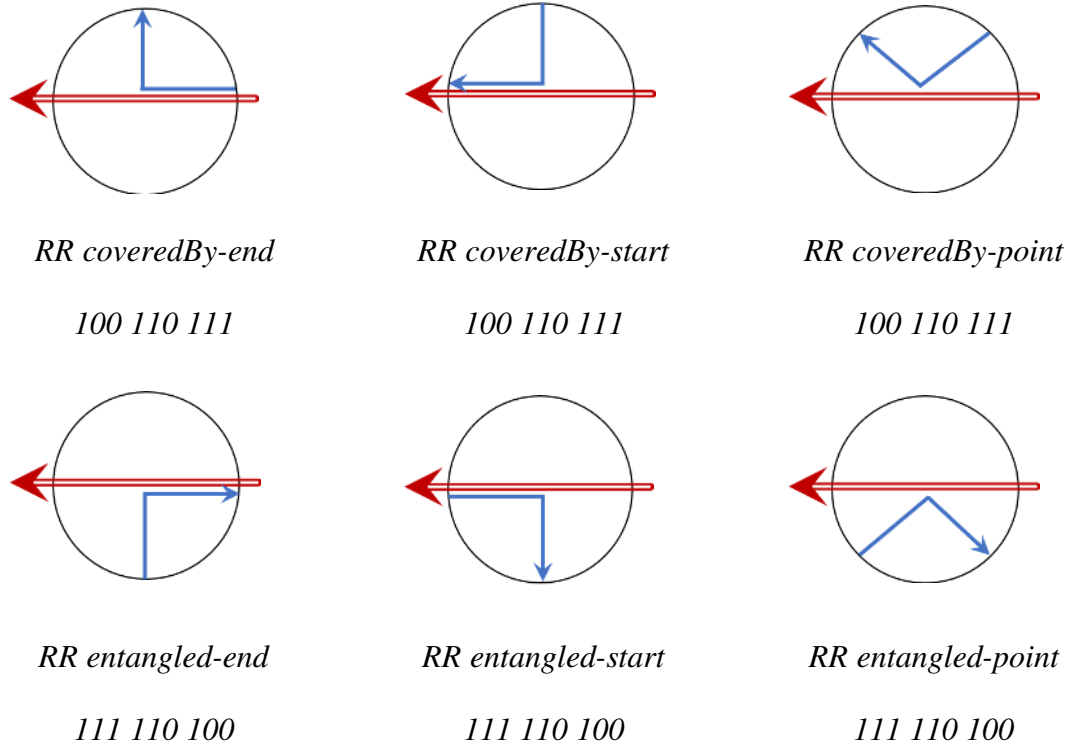 RR coveredBy-end RR coveredBy-start RR coveredBy-point
100 110 111 100 110 111 100 110 111
RR entangled-end RR entangled-start RR entangled-point
111 110 100 111 110 100 111 110 100